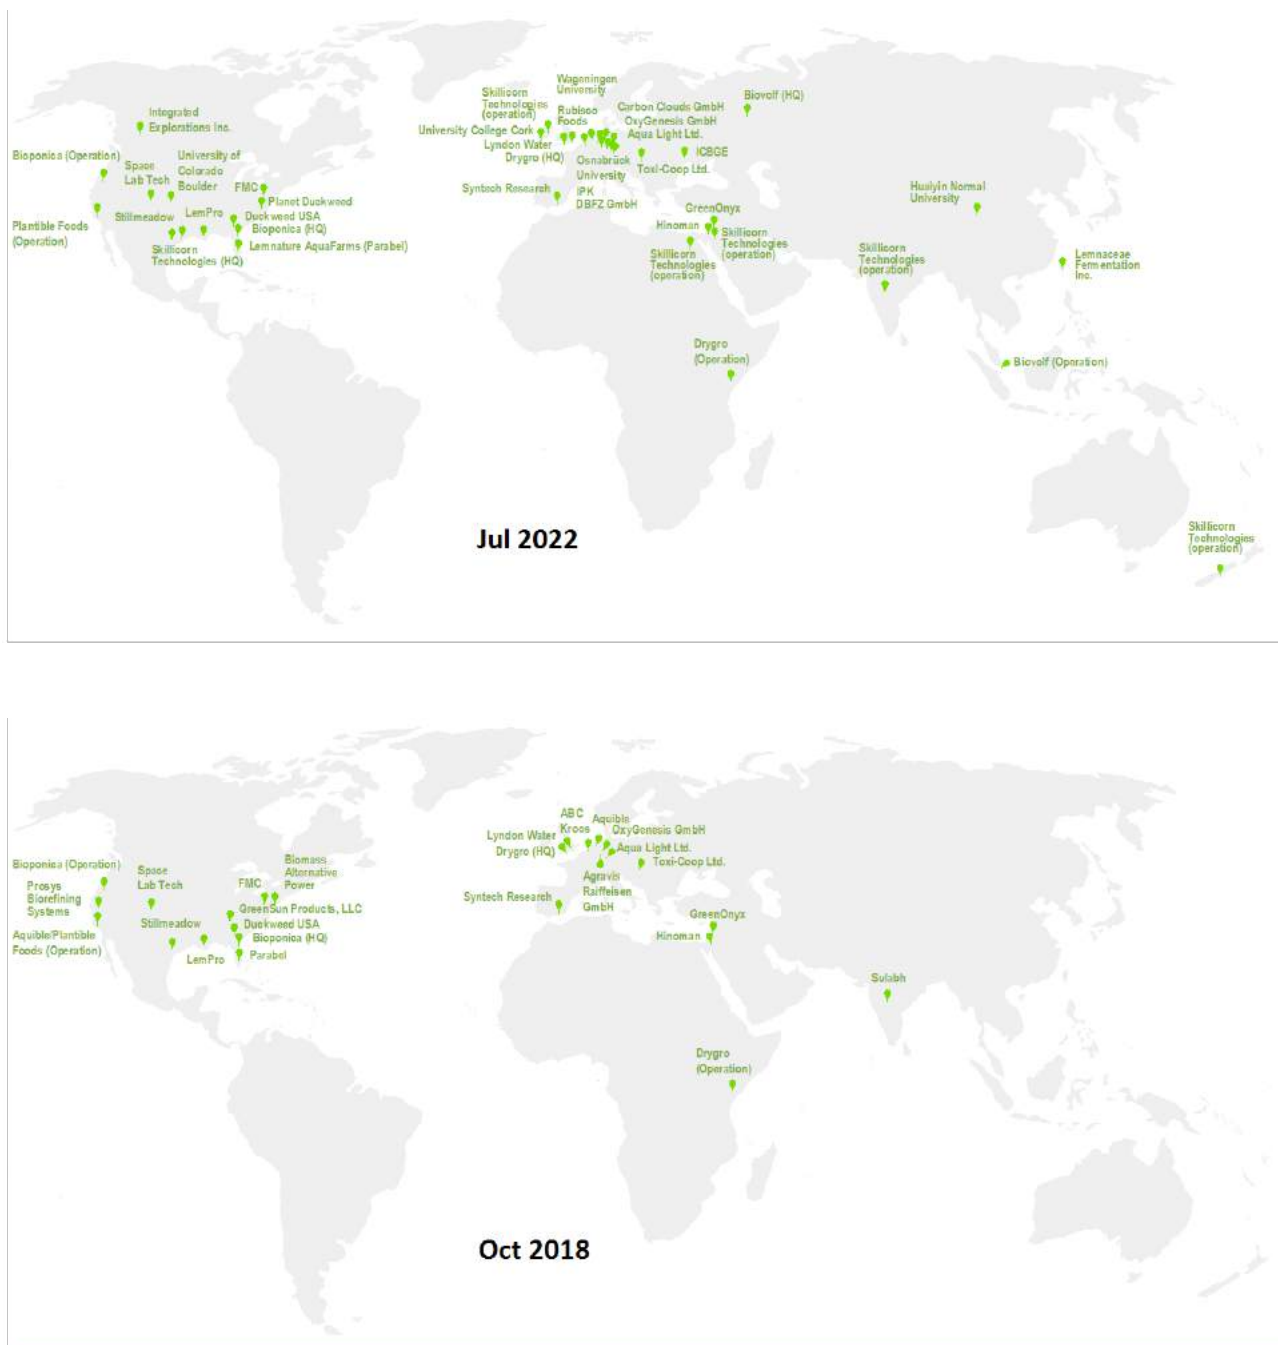 Wageningen
University
Skillicorn
Technologies
(operation)
Rubisco
Foods
Carbon Clouds GmbH
OxyGenesis GmbH
Aqua Light Ltd.
Biovolf (HQ)
Integrated
Explorations Inc.
University College Cork
Lyndon Water
Drygro (HQ)
ICBGE
Toxi-Coop Ltd.
Osnabrück
University
IPK
DBFZ GmbH
Bioponica (Operation)
Space
Lab Tech
University of
Colorado
Boulder
FMC
Planet Duckweed
Syntech Research
Huaiyin Normal
University
Plantible Foods
(Operation)
Stillmeadow
LemPro
Duckweed USA
Bioponica (HQ)
Lemnature AquaFarms (Parabel)
Skillicorn
Technologies (HQ)
GreenOnyx
Hinoman
Skillicorn
Technologies
(operation)
Skillicorn
Technologies
(operation)
Skillicorn
Technologies
(operation)
Lemnaceae
Fermentation
Inc.
Drygro
(Operation)
Biovolf (Operation)
Skillicorn
Technologies
(operation)
Jul 2022
ABC
Kroos
Aquible
OxyGenesis GmbH
Lyndon Water
Drygro (HQ)
Aqua Light Ltd.
Toxi-Coop Ltd.
Agravis
Raiffeisen
GmbH
Bioponica (Operation)
Prosys
Biorefining
Systems
Space
Lab Tech
Biomass
Alternative
Power
FMC
Syntech Research
GreenSun Products, LLC
Duckweed USA
Bioponica (HQ)
Parabel
Stillmeadow
LemPro
Aquible/Plantible
Foods (Operation)
GreenOnyx
Hinoman
Sulabh
Drygro
(Operation)
Oct 2018